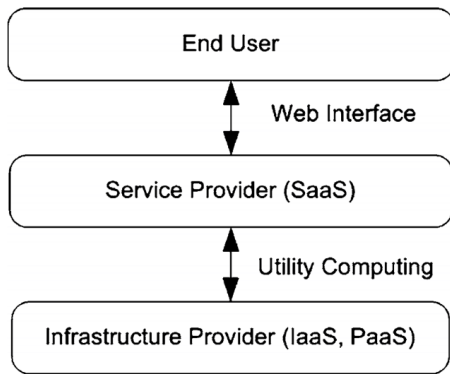 End User
Web Interface
Service Provider (SaaS)
Utility Computing
Infrastructure Provider (IaaS, PaaS)